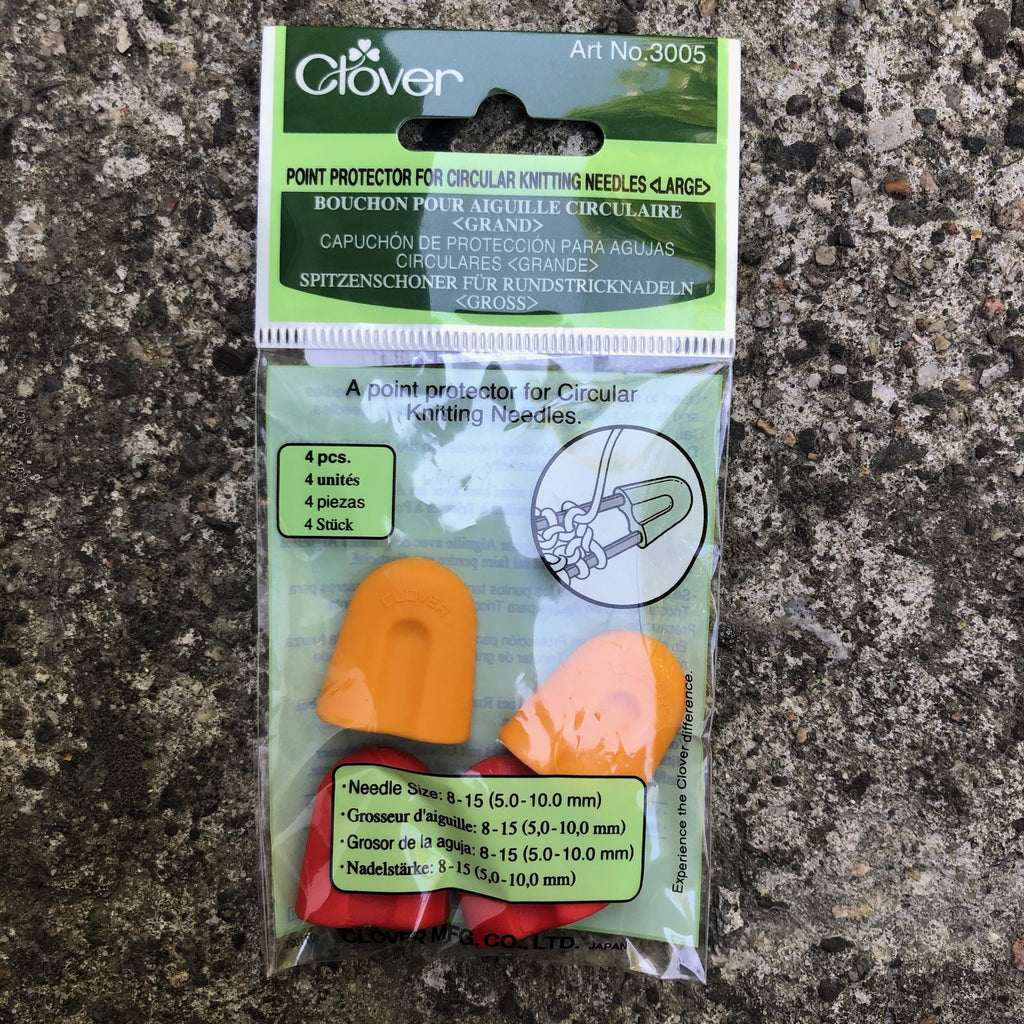 Clover
Art No.3005
POINT PROTECTOR FOR CIRCULAR KNITTING NEEDLES <LARGE>
BOUCHON POUR AIGUILLE CIRCULAIRE
<GRAND>
CAPUCHÓN DE PROTECCIÓN PARA AGUJAS
CIRCULARES <GRANDE>
SPITZENSCHONER FÜR RUNDSTRICKNADELN
<GROSS>
A point protector for Circular
Knitting Needles.
4 pcs.
4 unités
4 piezas
4 Stück
CLOVER
·Needle Size: 8-15 (5.0-10.0 mm)
·Grosseur d'aiguille: 8-15 (5,0-10,0 mm)
·Grosor de la aguja: 8-15 (5.0-10.0 mm)
·Nadelstärke: 8-15 (5,0-10,0 mm)
Experience the Clover difference.
CLOVER MFG. CO., LTD. JAPAN